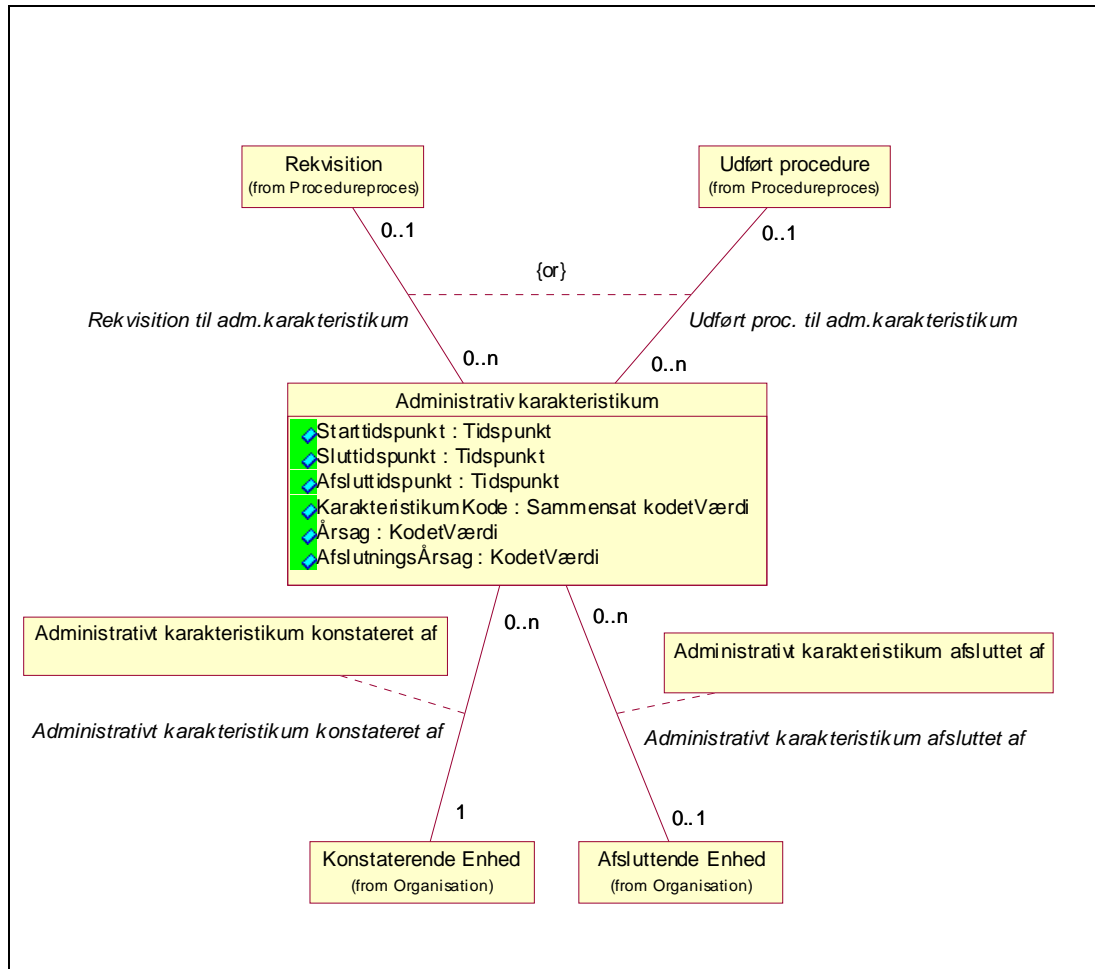 Rekvisition
(from Procedureproces)
Udført procedure
(from Procedureproces)
0..1
0..1
{or}
Rekvisition til adm.karakteristikum
Udført proc. til adm.karakteristikum
0..n
0..n
Administrativ karakteristikum
Starttidspunkt : Tidspunkt
Sluttidspunkt : Tidspunkt
Afsluttidspunkt : Tidspunkt
KarakteristikumKode : Sammensat kodetVærdi
Årsag : KodetVærdi
AfslutningsÅrsag : KodetVærdi
0..n
0..n
Administrativt karakteristikum konstateret af
Administrativt karakteristikum afsluttet af
Administrativt karakteristikum konstateret af
Administrativt karakteristikum afsluttet af
1
0..1
Konstaterende Enhed
(from Organisation)
Afsluttende Enhed
(from Organisation)